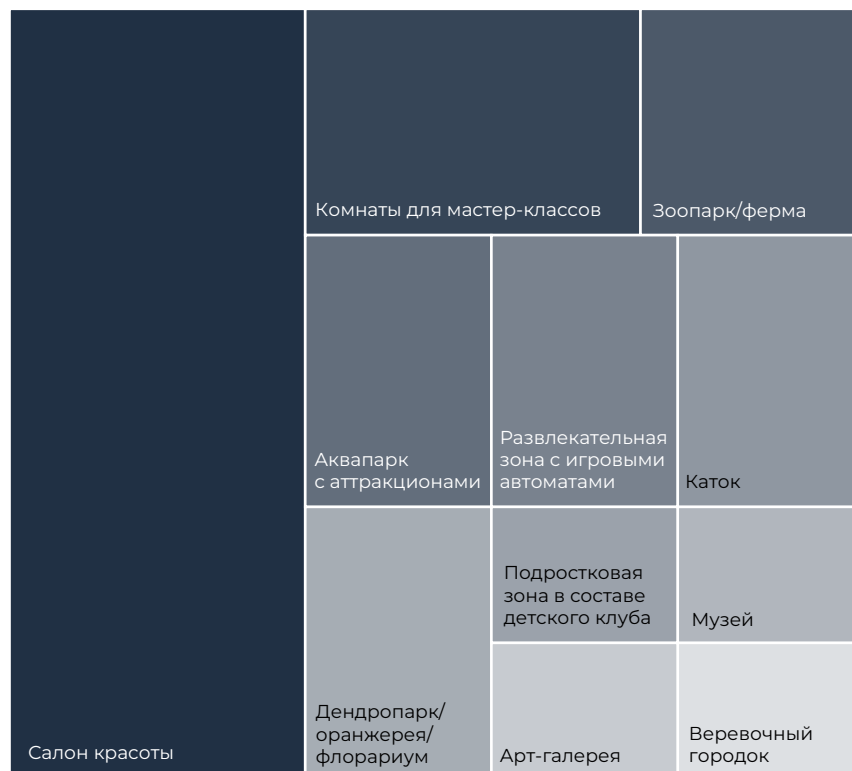 Комнаты для мастер-классов
Зоопарк/ферма
Аквапарк
с аттракционами
Развлекательная
зона с игровыми
автоматами
Каток
Подростковая
зона в составе
детского клуба
Музей
Салон красоты
Дендропарк/
оранжерея/
флорариум
Арт-галерея
Веревочный
городок